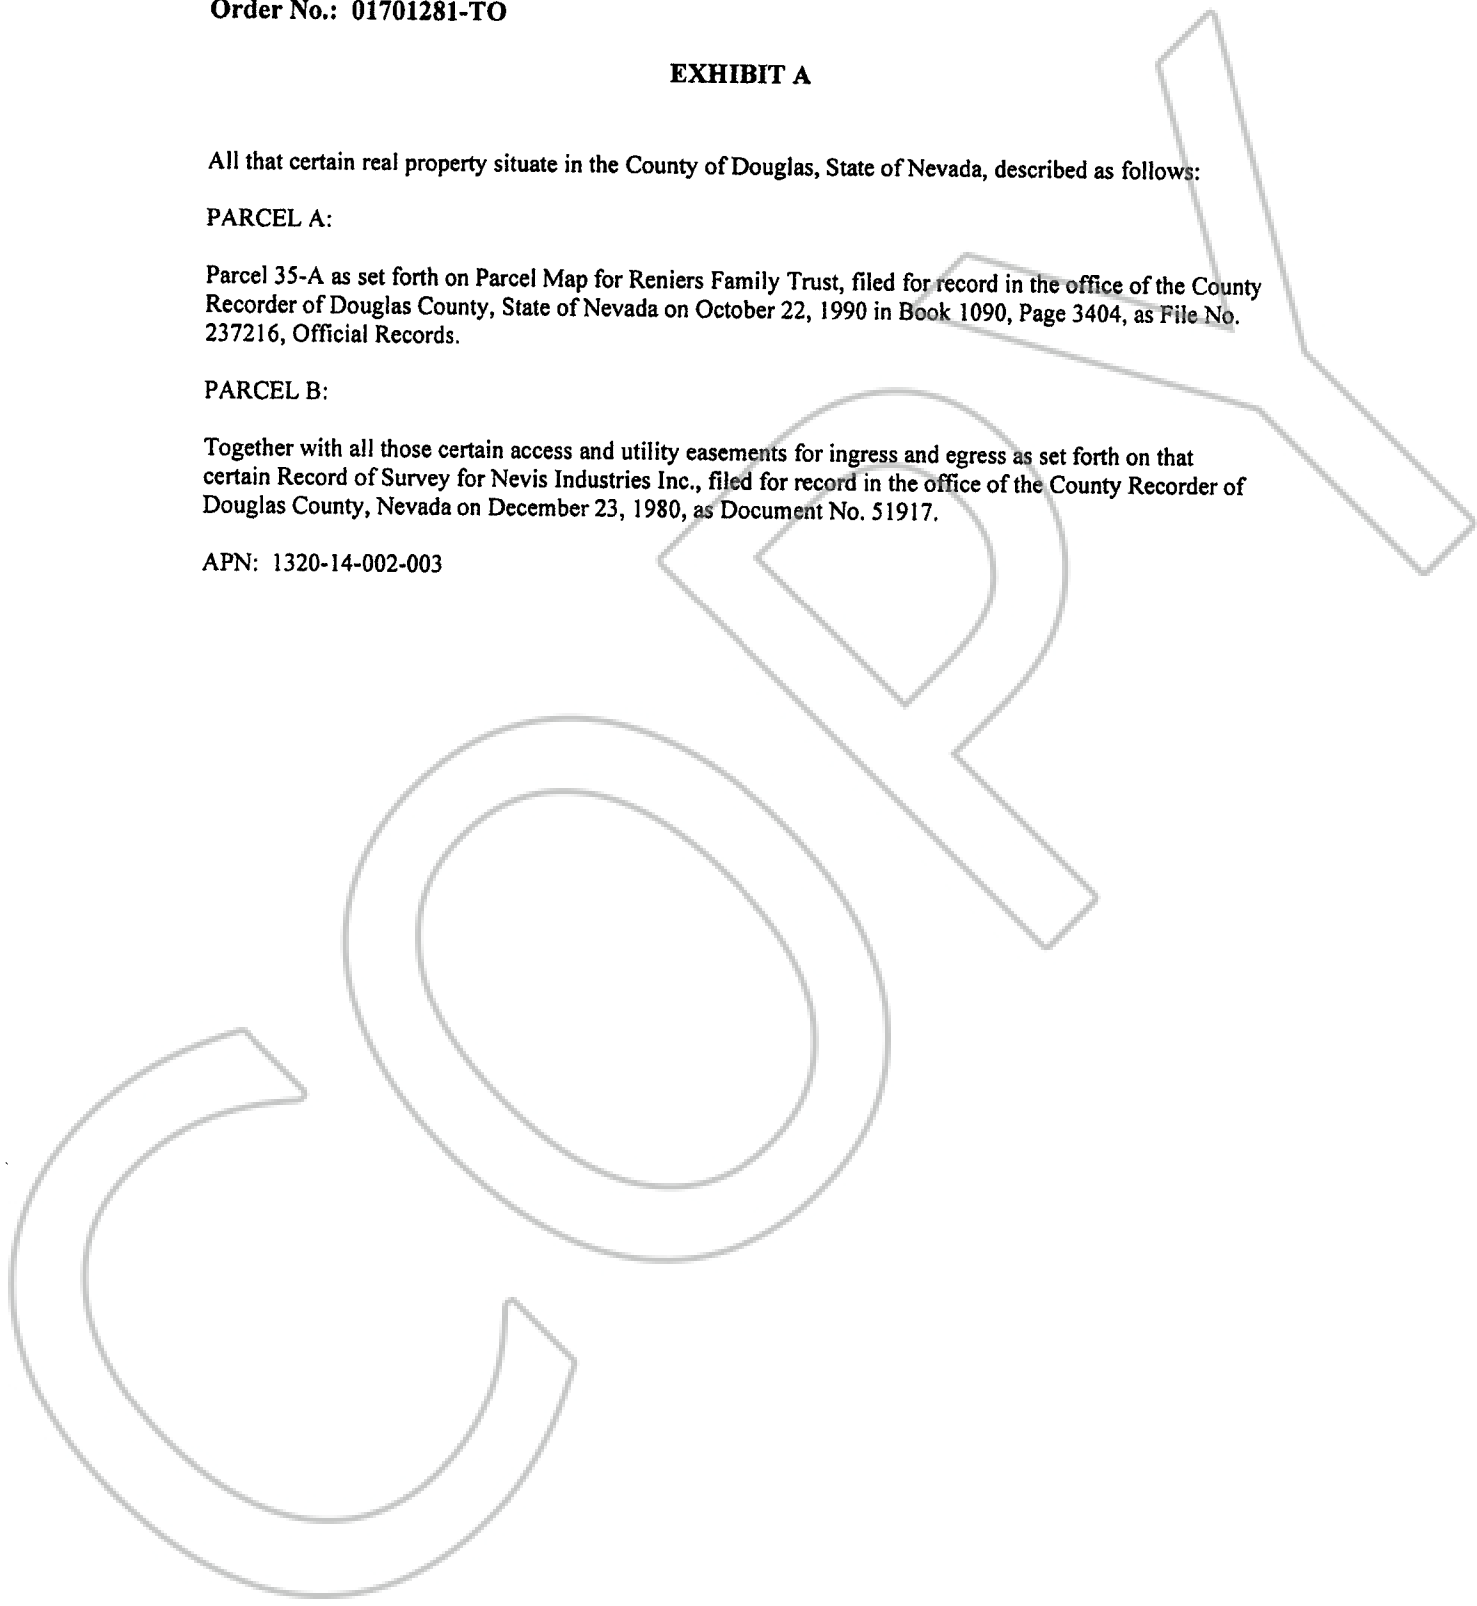 Order No.: 01701281-TO
EXHIBIT A
All that certain real property situate in the County of Douglas, State of Nevada, described as follows:
PARCEL A:
Parcel 35-A as set forth on Parcel Map for Reniers Family Trust, filed for record in the office of the County
Recorder of Douglas County, State of Nevada on October 22, 1990 in Book 1090, Page 3404, as File No.
237216, Official Records.
PARCEL B:
Together with all those certain access and utility easements for ingress and egress as set forth on that
certain Record of Survey for Nevis Industries Inc., filed for record in the office of the County Recorder of
Douglas County, Nevada on December 23, 1980, as Document No. 51917.
APN: 1320-14-002-003
COPY